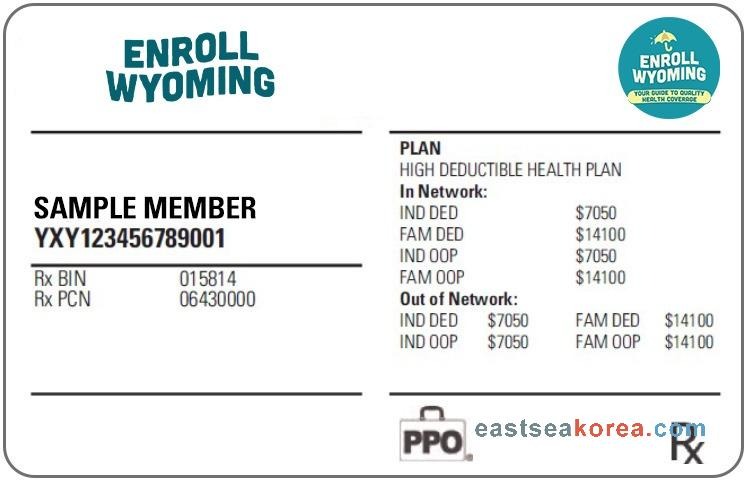 ENROLL
WYOMING
ENROLL
WYOMING
YOUR GUIDE TO QUALITY
HEALTH COVERAGE
SAMPLE MEMBER
YXY123456789001
Rx BIN 015814
Rx PCN 06430000
PLAN
HIGH DEDUCTIBLE HEALTH PLAN
In Network:
IND DED $7050
FAM DED $14100
IND OOP $7050
FAM OOP $14100
Out of Network:
IND DED $7050 FAM DED $14100
IND OOP $7050 FAM OOP $14100
PPO
eastseakorea.com
Rx